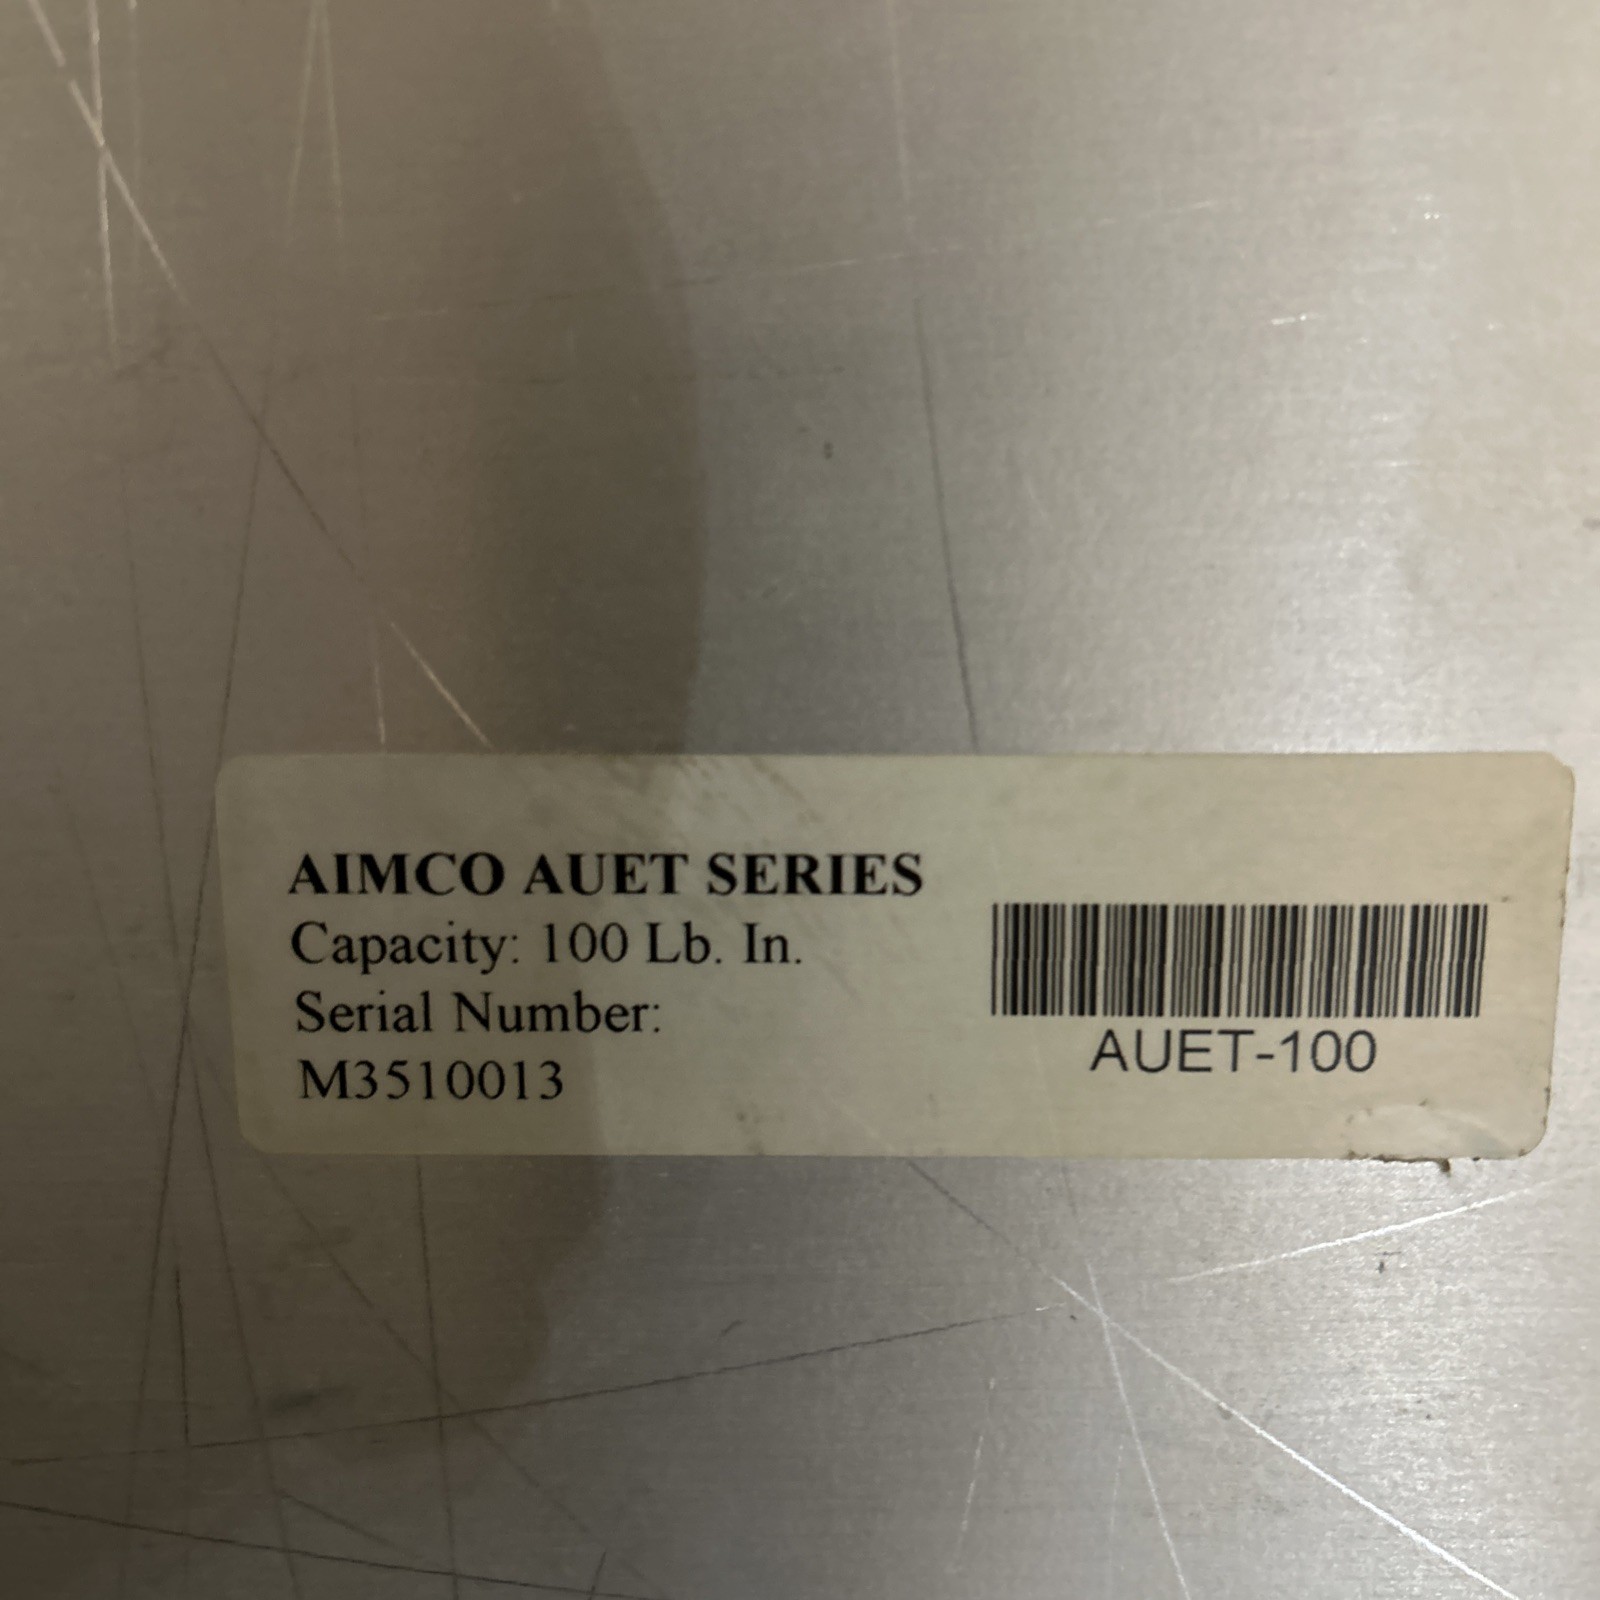 AIMCO AUET SERIES
Capacity: 100 Lb. In.
Serial Number:
M3510013
AUET-100